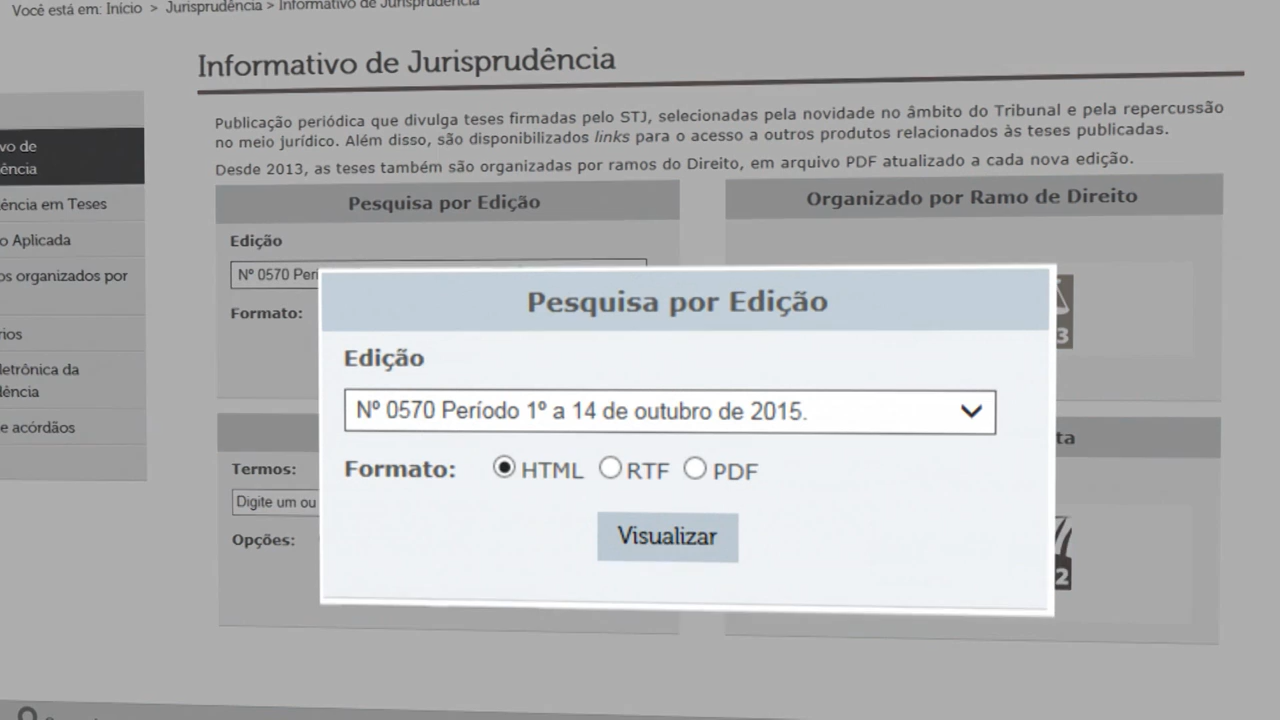 Você está em: Início > Jurisprudência > Informativo de Jurisprudência
Informativo de Jurisprudência
Publicação periódica que divulga teses firmadas pelo STJ, selecionadas pela novidade no âmbito do Tribunal e pela repercussão
no meio jurídico. Além disso, são disponibilizados links para o acesso a outros produtos relacionados às teses publicadas.
Desde 2013, as teses também são organizadas por ramos do Direito, em arquivo PDF atualizado a cada nova edição.
vo de
ência
ência em Teses
o Aplicada
os organizados por
rios
letrônica da
dência
e acórdãos
Pesquisa por Edição
Edição
Nº 0570 Perí
Formato:
Organizado por Ramo de Direito
3
Pesquisa por Edição
Edição
Nº 0570 Período 1º a 14 de outubro de 2015.
Formato: HTML RTF PDF
Visualizar
Termos:
Digite um ou
Opções:
ta
2